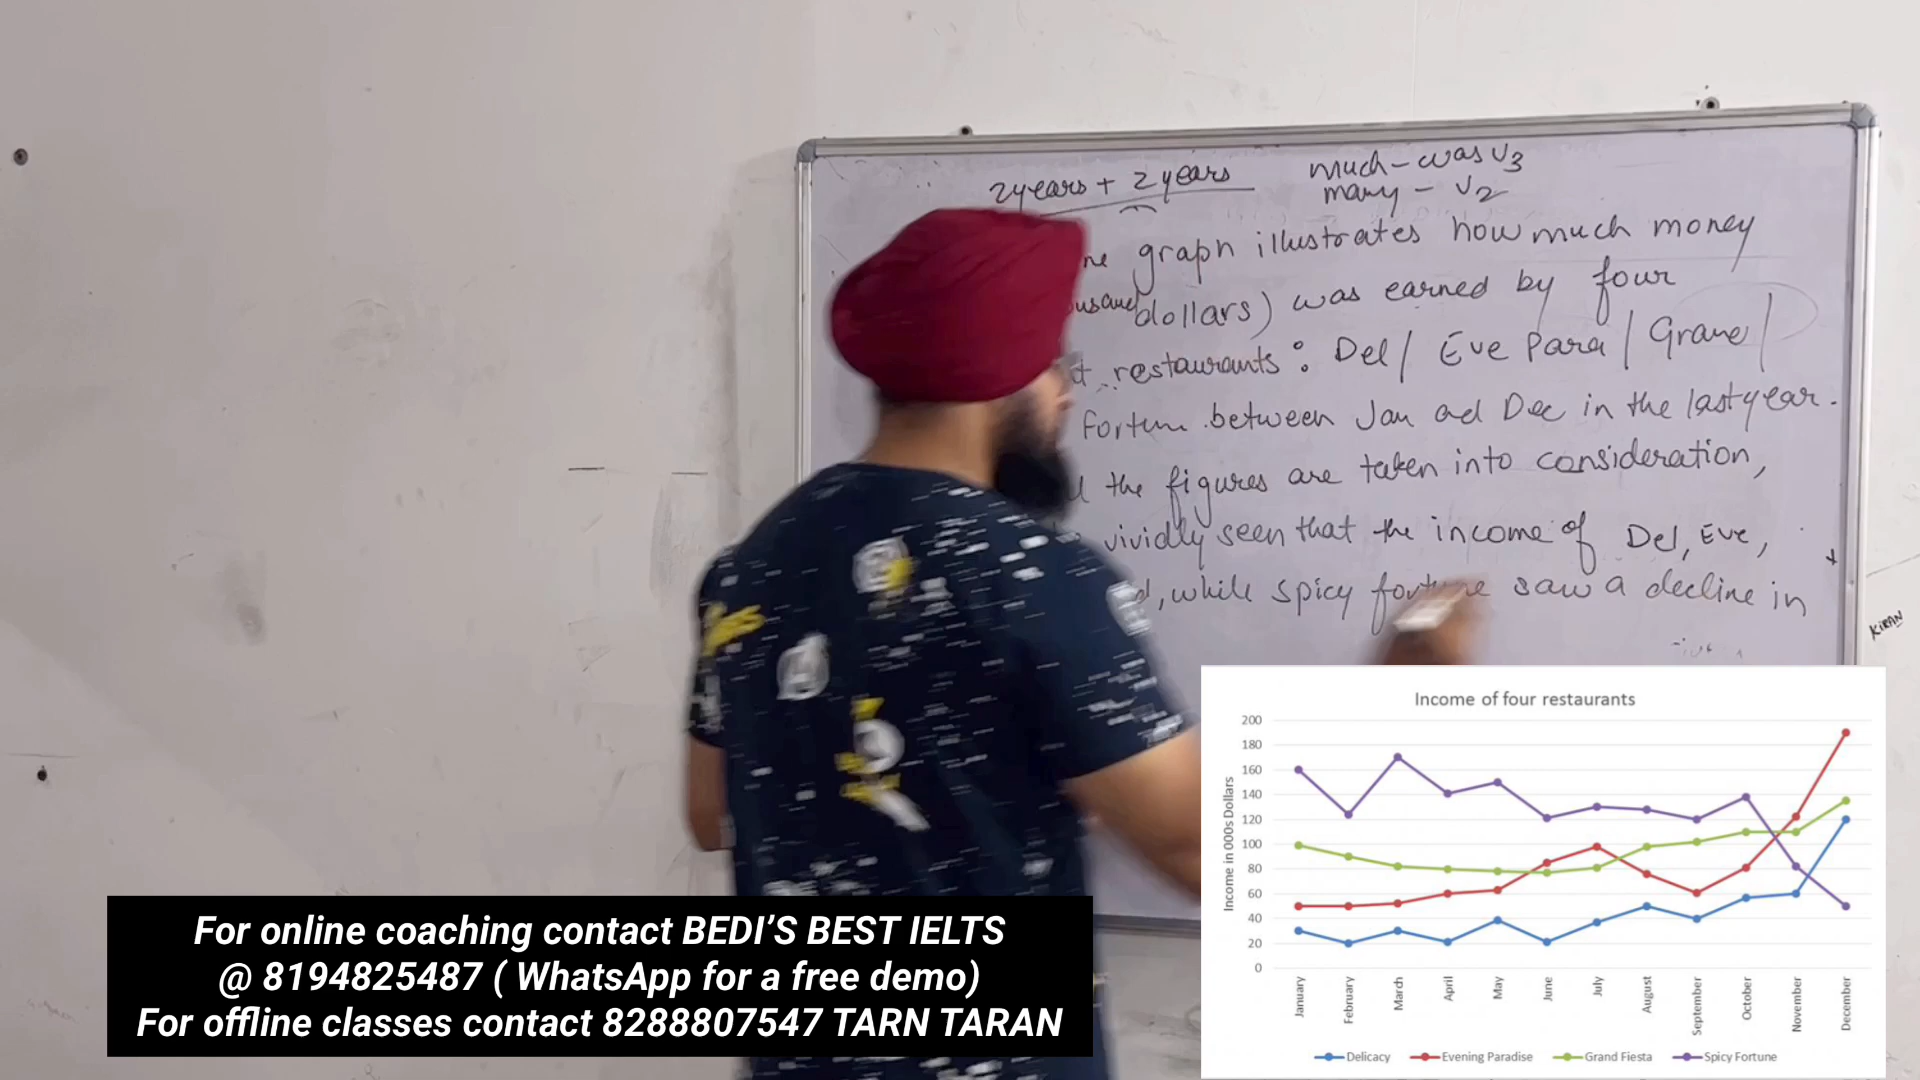 2years + 2years
much - was V3
many - V2
graph illustrates how much money
dollars) was earned by four
restaurants : Del / Eve Para / Grane /
Fortune between Jan ad Dec in the last year.
the figures are taken into consideration,
vividly seen that the income of Del, Eve,
d, while spicy fortune saw a decline in
KIRAN
Income of four restaurants
Income in 000s Dollars
200
180
160
140
120
100
80
60
40
20
0
January
February
March
April
May
June
July
August
September
October
November
December
Delicacy
Evening Paradise
Grand Fiesta
Spicy Fortune
For online coaching contact BEDI'S BEST IELTS
@ 8194825487 ( WhatsApp for a free demo)
For offline classes contact 8288807547 TARN TARAN